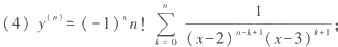 (4) y^{(n)}=(-1)^{n}n! \sum_{k=0}^{n} \frac{1}{(x-2)^{n-k+1}(x-3)^{k+1}};